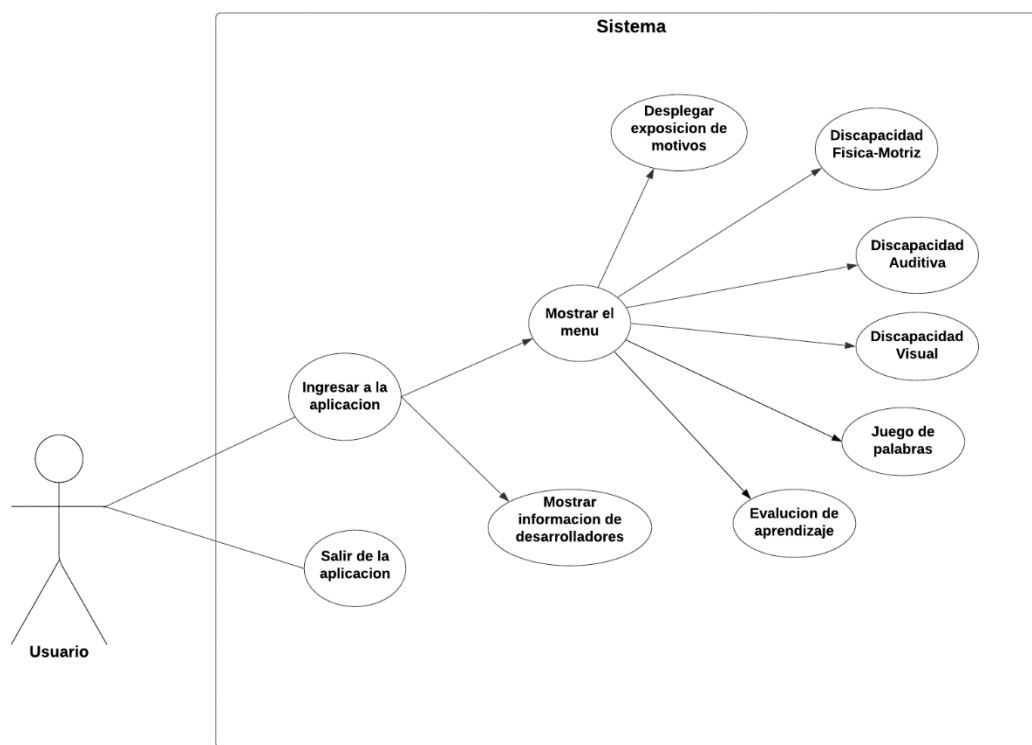 Sistema
Desplegar
exposicion de
motivos
Discapacidad
Fisica-Motriz
Discapacidad
Auditiva
Mostrar el
menu
Discapacidad
Visual
Ingresar a la
aplicacion
Juego de
palabras
Mostrar
informacion de
desarrolladores
Evalucion de
aprendizaje
Salir de la
aplicacion
Usuario